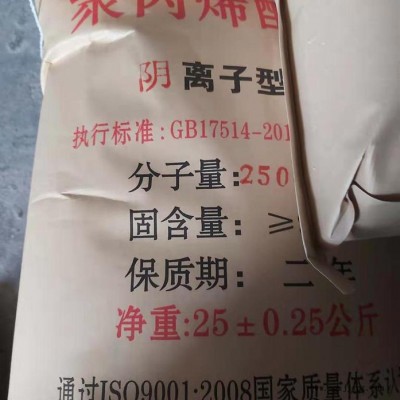 聚丙烯酰
阴离子型
执行标准:GB17514-201
分子量:250
固含量:≥
保质期: 二年
净重:25±0.25公斤
通过ISO9001:2008国家质量体系认